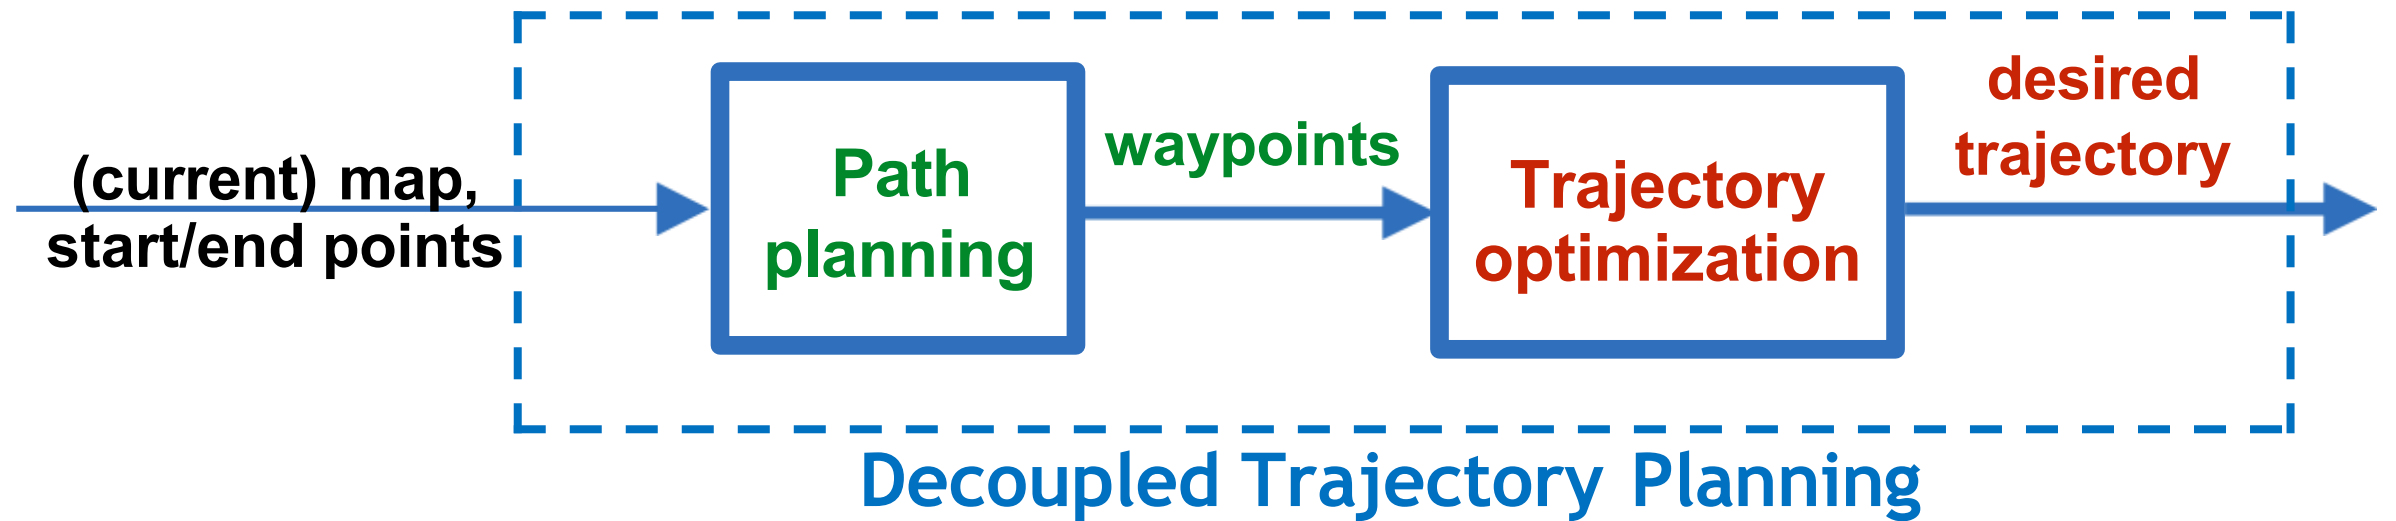 (current) map,
start/end points
Path
planning
waypoints
Trajectory
optimization
desired
trajectory
Decoupled Trajectory Planning